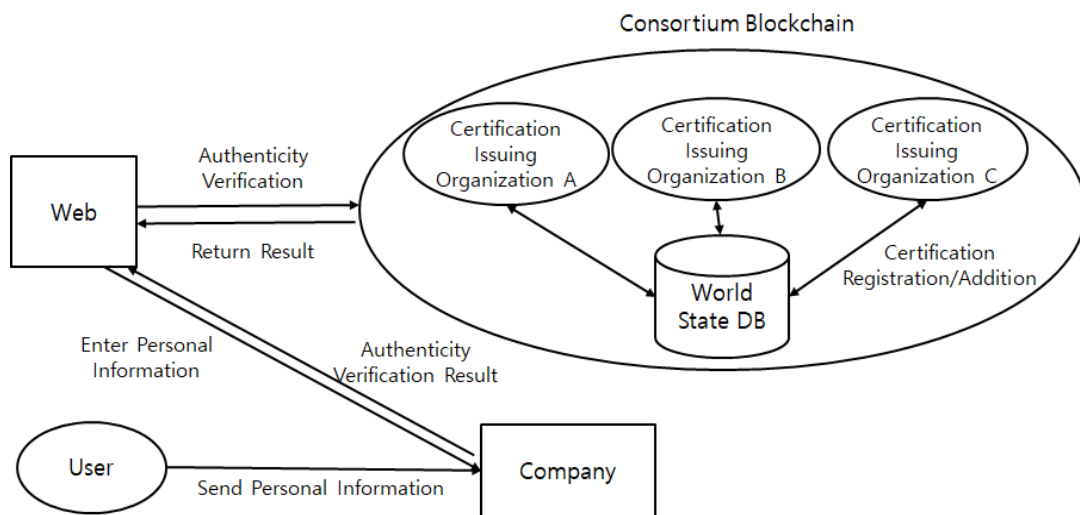 Consortium Blockchain
Certification
Issuing
Organization A
Certification
Issuing
Organization B
Certification
Issuing
Organization C
Authenticity
Verification
Web
Return Result
Certification
Registration/Addition
World
State DB
Enter Personal
Information
Authenticity
Verification Result
User
Send Personal Information
Company